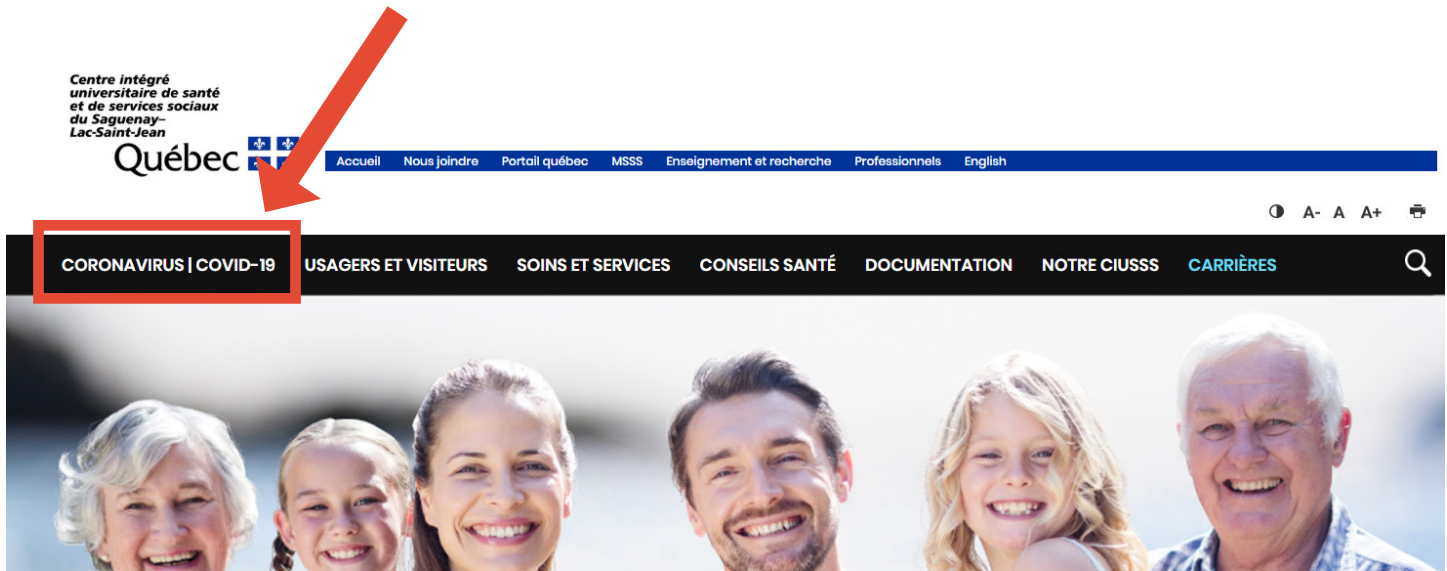 Centre intégré
universitaire de santé
et de services sociaux
du Saguenay–
Lac-Saint-Jean
Québec
Accueil Nous joindre Portail québec MSSS Enseignement et recherche Professionnels English
A- A A+
CORONAVIRUS | COVID-19 USAGERS ET VISITEURS SOINS ET SERVICES CONSEILS SANTÉ DOCUMENTATION NOTRE CIUSSS CARRIÈRES